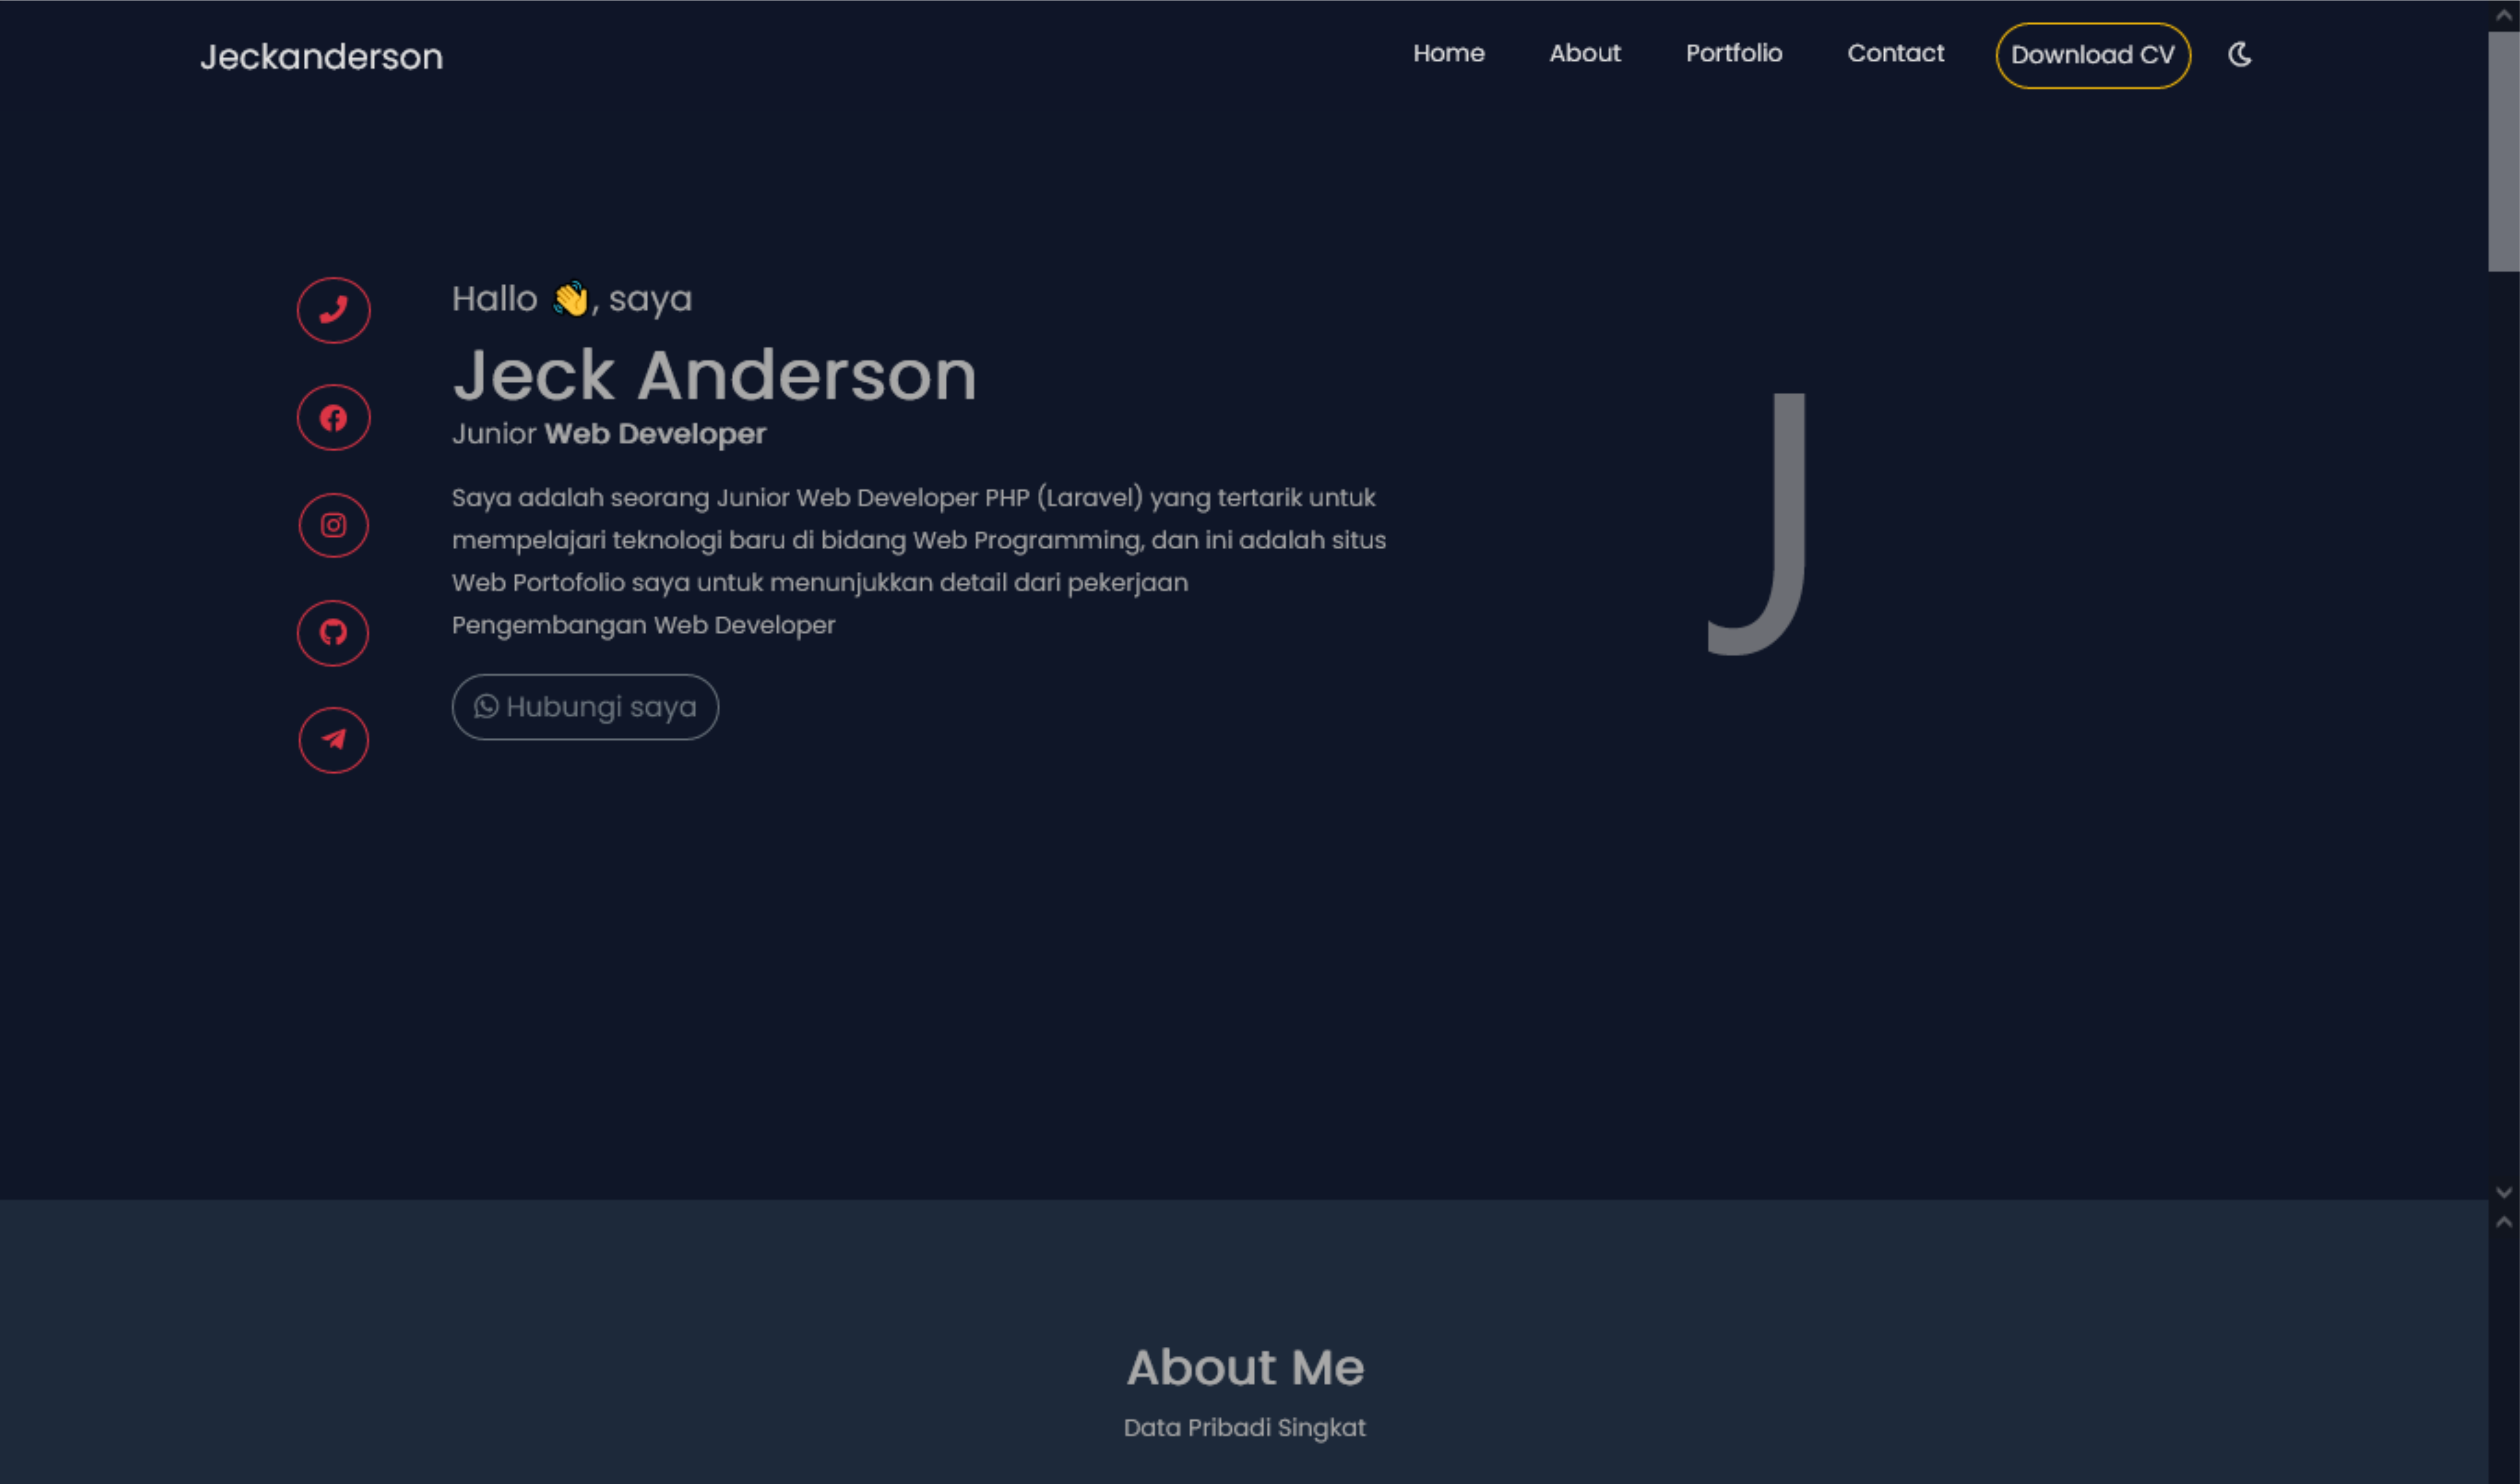 Jeckanderson
Home About Portfolio Contact Download CV
Hallo 👋, saya
Jeck Anderson
Junior Web Developer
Saya adalah seorang Junior Web Developer PHP (Laravel) yang tertarik untuk
mempelajari teknologi baru di bidang Web Programming, dan ini adalah situs
Web Portofolio saya untuk menunjukkan detail dari pekerjaan
Pengembangan Web Developer
Hubungi saya
J
About Me
Data Pribadi Singkat